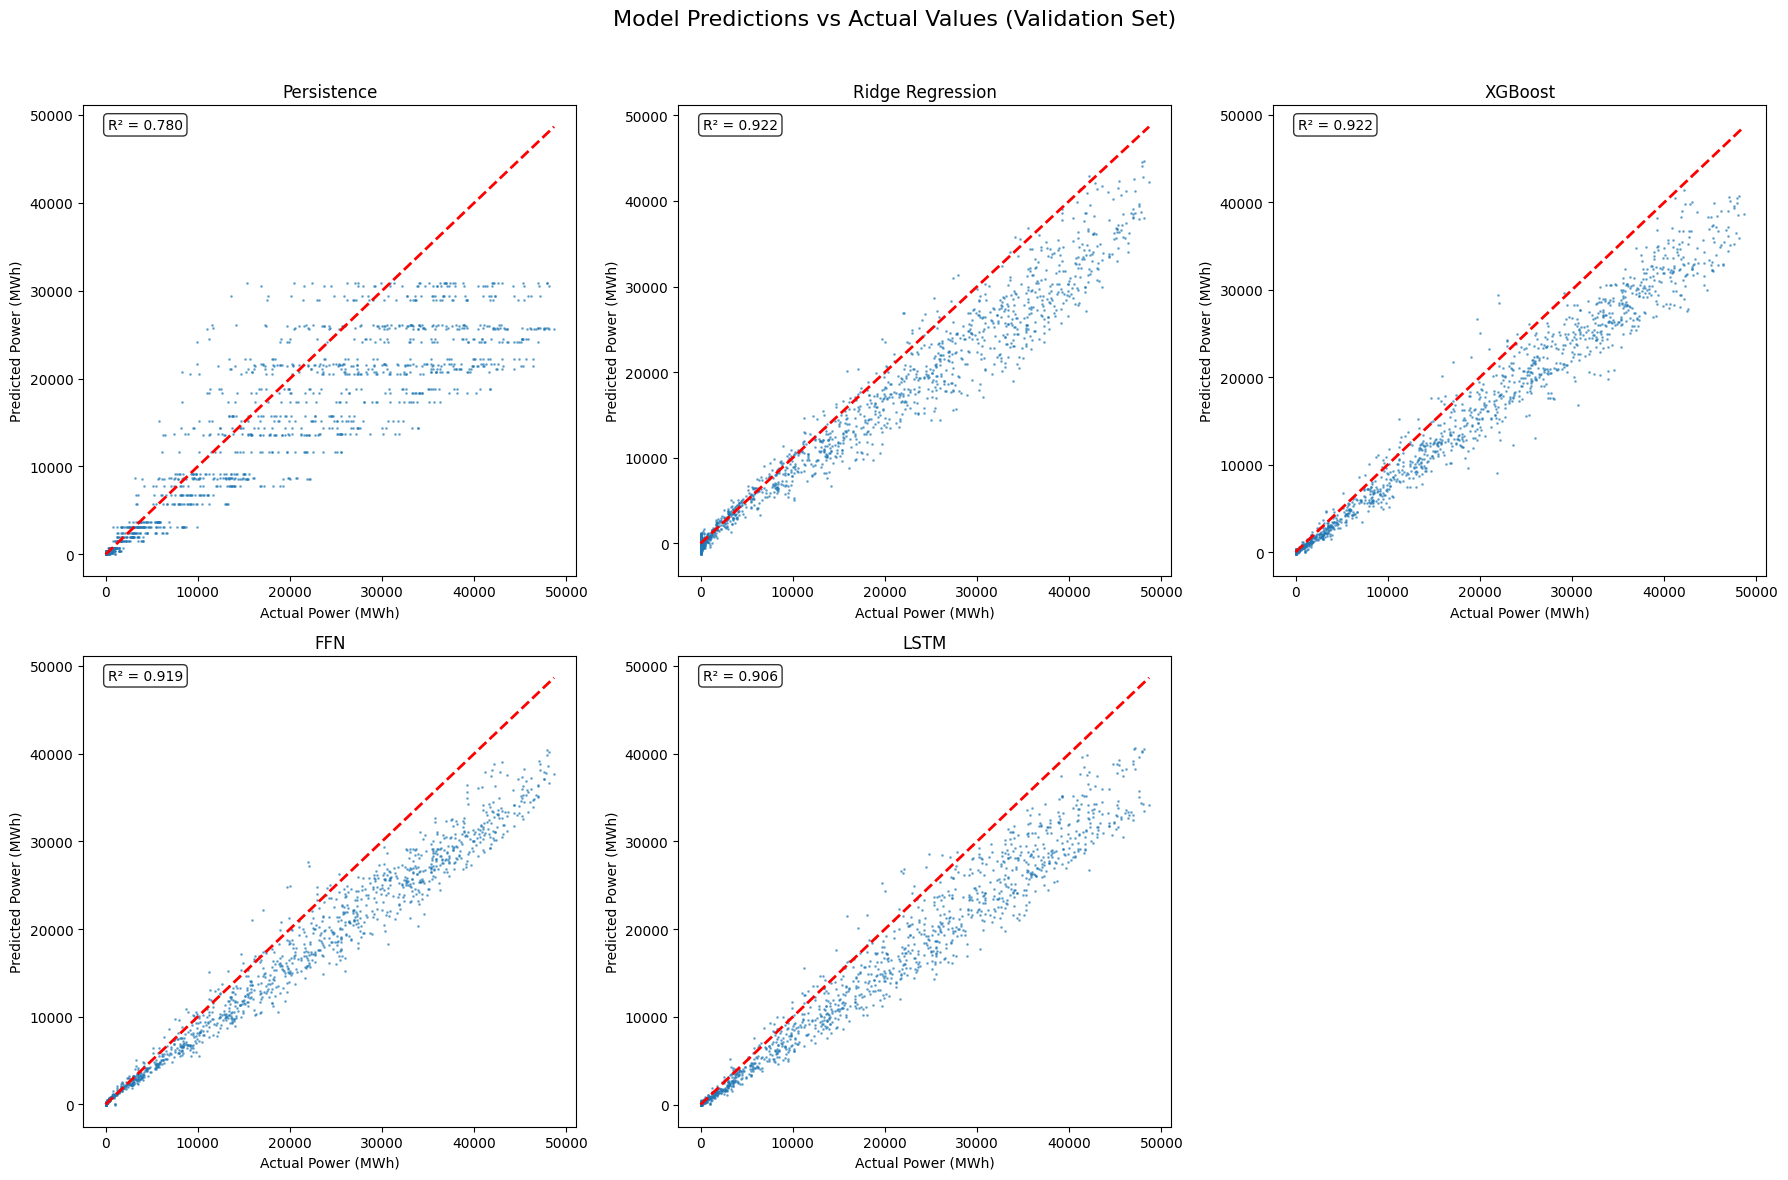 Model Predictions vs Actual Values (Validation Set)
Persistence
R² = 0.780
50000
40000
30000
20000
10000
0
Predicted Power (MWh)
0 10000 20000 30000 40000 50000
Actual Power (MWh)
Ridge Regression
R² = 0.922
50000
40000
30000
20000
10000
0
Predicted Power (MWh)
0 10000 20000 30000 40000 50000
Actual Power (MWh)
XGBoost
R² = 0.922
50000
40000
30000
20000
10000
0
Predicted Power (MWh)
0 10000 20000 30000 40000 50000
Actual Power (MWh)
FFN
R² = 0.919
50000
40000
30000
20000
10000
0
Predicted Power (MWh)
0 10000 20000 30000 40000 50000
Actual Power (MWh)
LSTM
R² = 0.906
50000
40000
30000
20000
10000
0
Predicted Power (MWh)
0 10000 20000 30000 40000 50000
Actual Power (MWh)